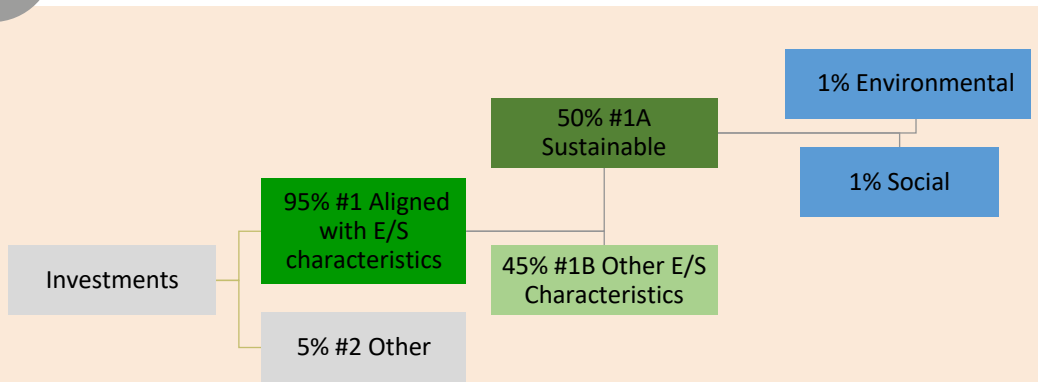 Investments
95% #1 Aligned
with E/S
characteristics
5% #2 Other
50% #1A
Sustainable
45% #1B Other E/S
Characteristics
1% Environmental
1% Social